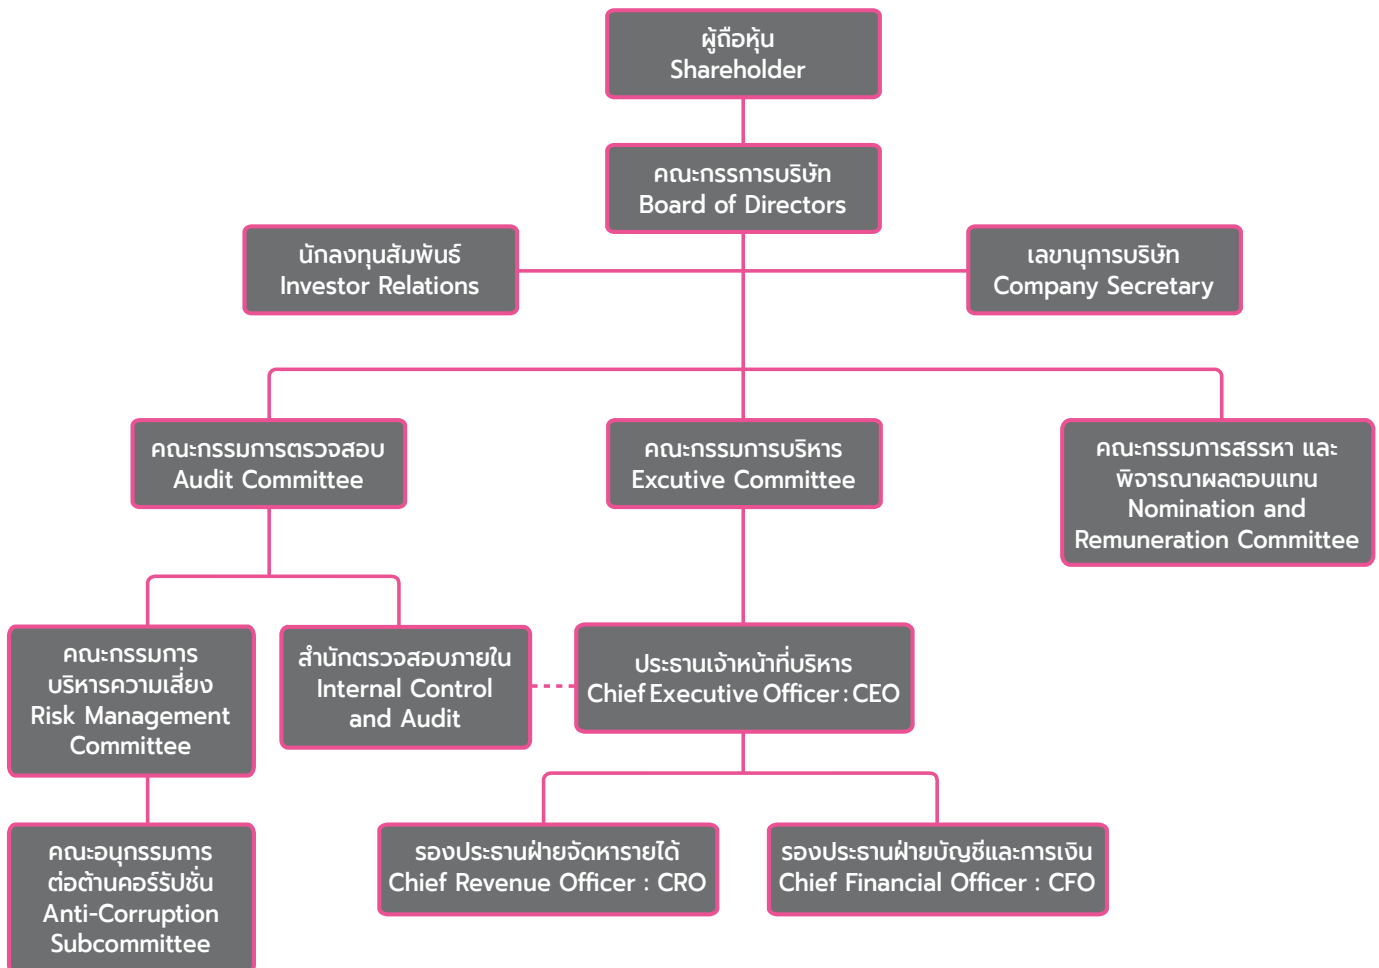 ผู้ถือหุ้น
Shareholder
คณะกรรการบริษัท
Board of Directors
นักลงทุนสัมพันธ์
Investor Relations
เลขานุการบริษัท
Company Secretary
คณะกรรมการตรวจสอบ
Audit Committee
คณะกรรมการบริหาร
Excutive Committee
คณะกรรมการสรรหา และ
พิจารณาผลตอบแทน
Nomination and
Remuneration Committee
คณะกรรมการ
บริหารความเสี่ยง
Risk Management
Committee
สำนักตรวจสอบภายใน
Internal Control
and Audit
ประธานเจ้าหน้าที่บริหาร
Chief Executive Officer : CEO
คณะอนุกรรมการ
ต่อต้านคอร์รัปชั่น
Anti-Corruption
Subcommittee
รองประธานฝ่ายจัดหารายได้
Chief Revenue Officer : CRO
รองประธานฝ่ายบัญชีและการเงิน
Chief Financial Officer : CFO